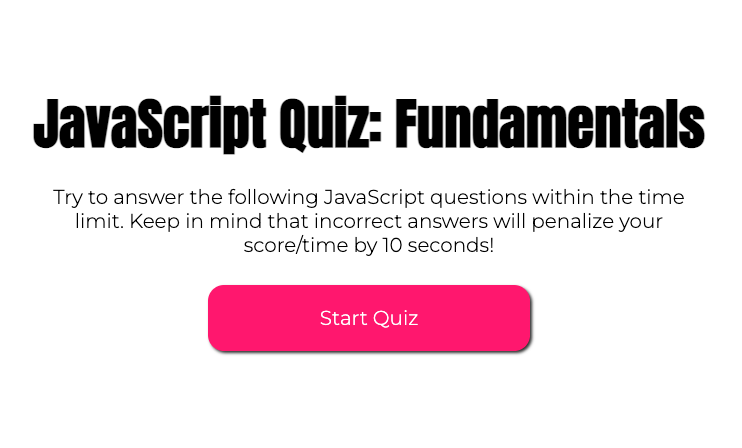 JavaScript Quiz: Fundamentals
Try to answer the following JavaScript questions within the time
limit. Keep in mind that incorrect answers will penalize your
score/time by 10 seconds!
Start Quiz